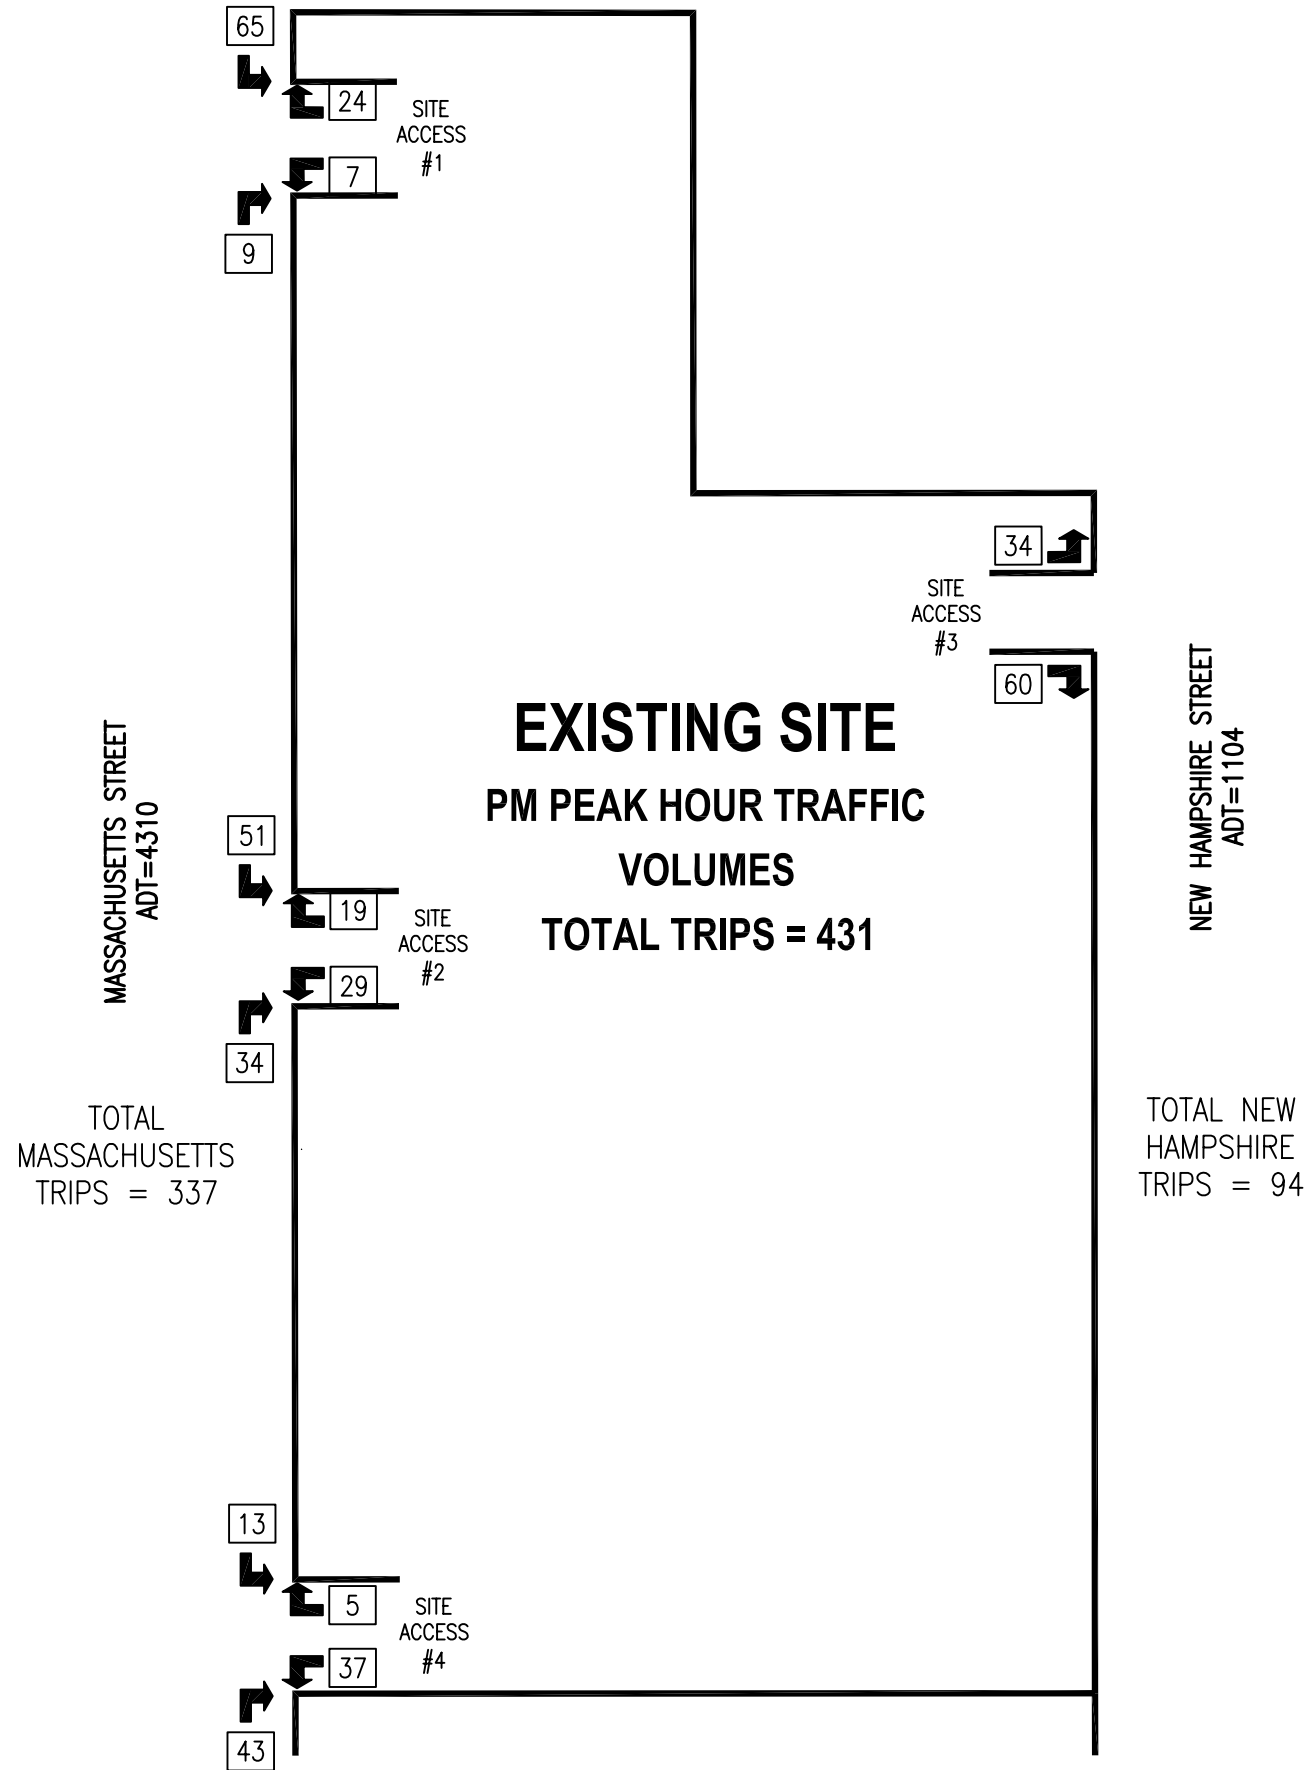 65
24
SITE
ACCESS
#1
7
9
34
SITE
ACCESS
#3
60
EXISTING SITE
PM PEAK HOUR TRAFFIC
VOLUMES
TOTAL TRIPS = 431
MASSACHUSETTS STREET
ADT=4310
NEW HAMPSHIRE STREET
ADT=1104
51
19
SITE
ACCESS
#2
29
34
TOTAL
MASSACHUSETTS
TRIPS = 337
TOTAL NEW
HAMPSHIRE
TRIPS = 94
13
5
SITE
ACCESS
#4
37
43